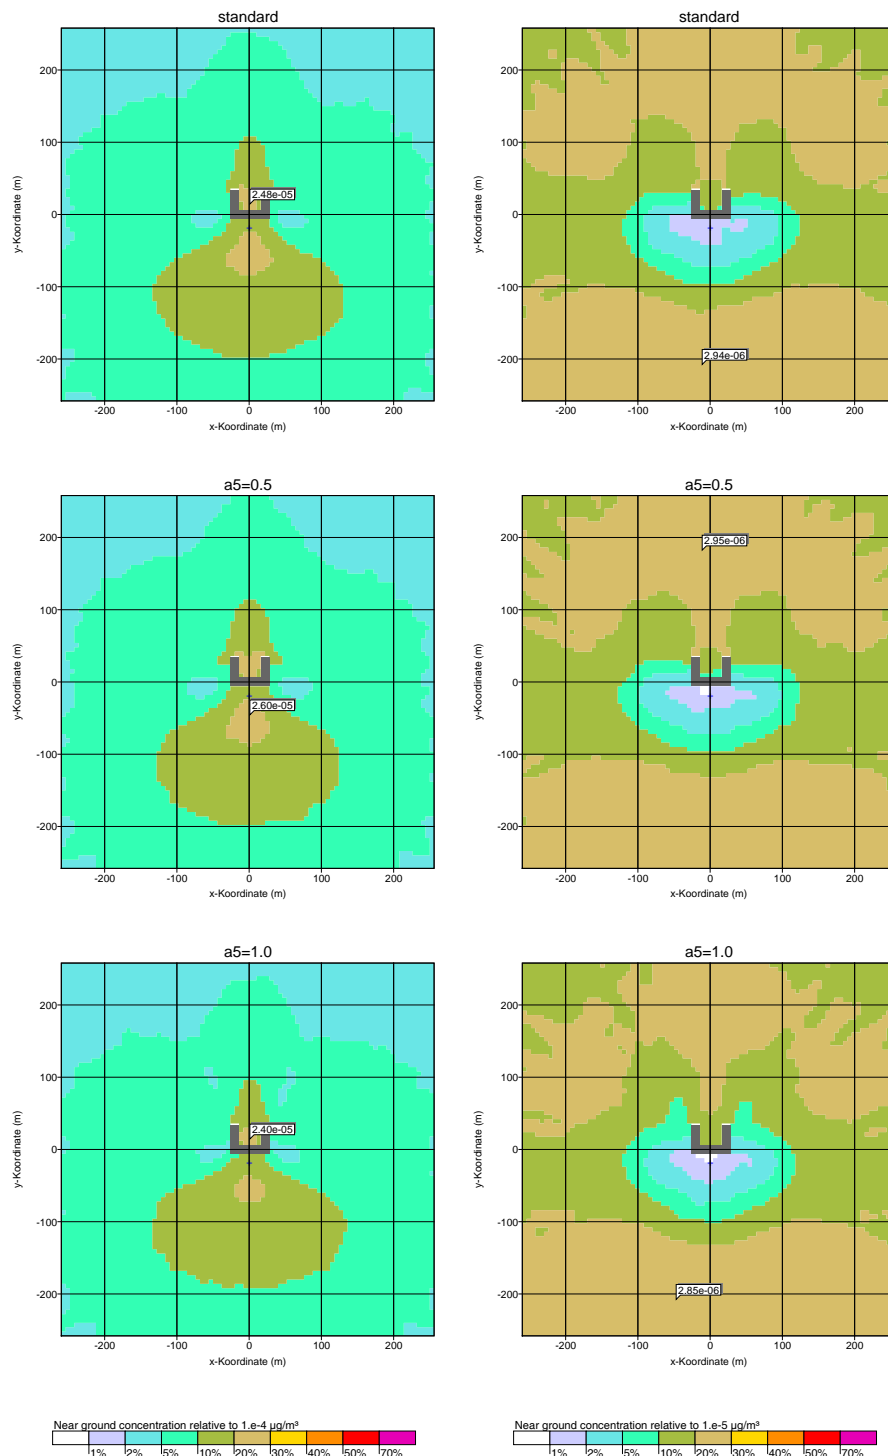 standard
200
100
0
-100
-200
-200 -100 0 100 200
y-Koordinate (m)
x-Koordinate (m)
2.48e-05
standard
200
100
0
-100
-200
-200 -100 0 100 200
y-Koordinate (m)
x-Koordinate (m)
2.94e-06
a5=0.5
200
100
0
-100
-200
-200 -100 0 100 200
y-Koordinate (m)
x-Koordinate (m)
2.60e-05
a5=0.5
200
100
0
-100
-200
-200 -100 0 100 200
y-Koordinate (m)
x-Koordinate (m)
2.95e-06
a5=1.0
200
100
0
-100
-200
-200 -100 0 100 200
y-Koordinate (m)
x-Koordinate (m)
2.40e-05
a5=1.0
200
100
0
-100
-200
-200 -100 0 100 200
y-Koordinate (m)
x-Koordinate (m)
2.85e-06
Near ground concentration relative to 1.e-4 µg/m³
1% 2% 5% 10% 20% 30% 40% 50% 70%
Near ground concentration relative to 1.e-5 µg/m³
1% 2% 5% 10% 20% 30% 40% 50% 70%